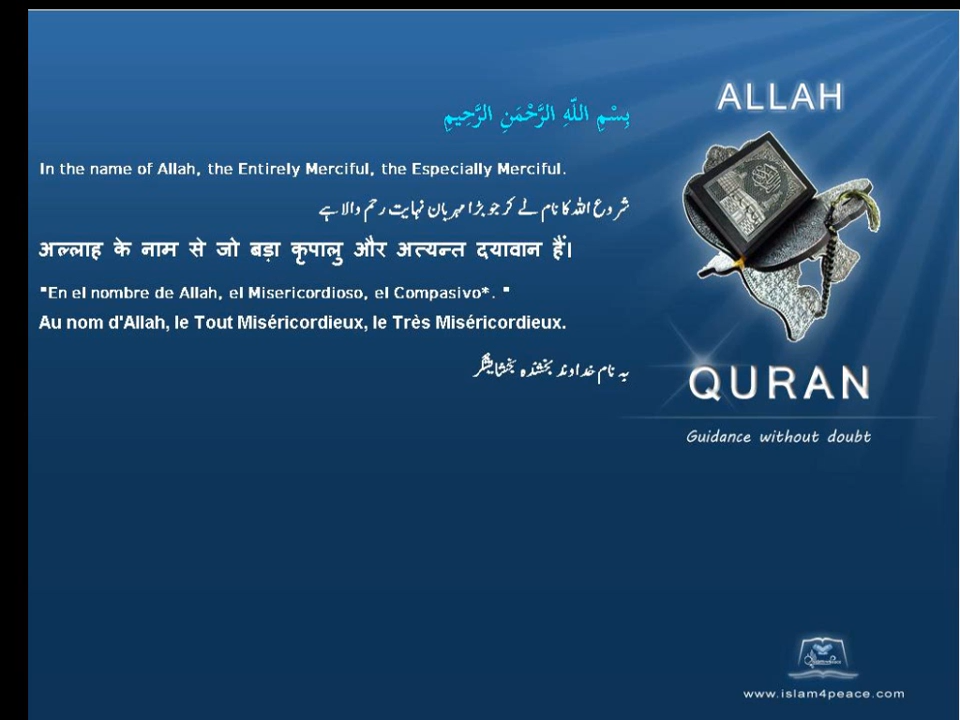 بِسْمِ اللّهِ الرَّحْمَنِ الرَّحِيمِ
In the name of Allah, the Entirely Merciful, the Especially Merciful.
شروع الله کا نام لے کر جو بڑا مہربان نہایت رحم والا ہے
अल्लाह के नाम से जो बड़ा कृपालु और अत्यन्त दयावान हैं।
"En el nombre de Allah, el Misericordioso, el Compasivo*. "
Au nom d'Allah, le Tout Miséricordieux, le Très Miséricordieux.
به نام خداوند بخشنده بخشایشگر
ALLAH
QURAN
Guidance without doubt
www.islam4peace.com